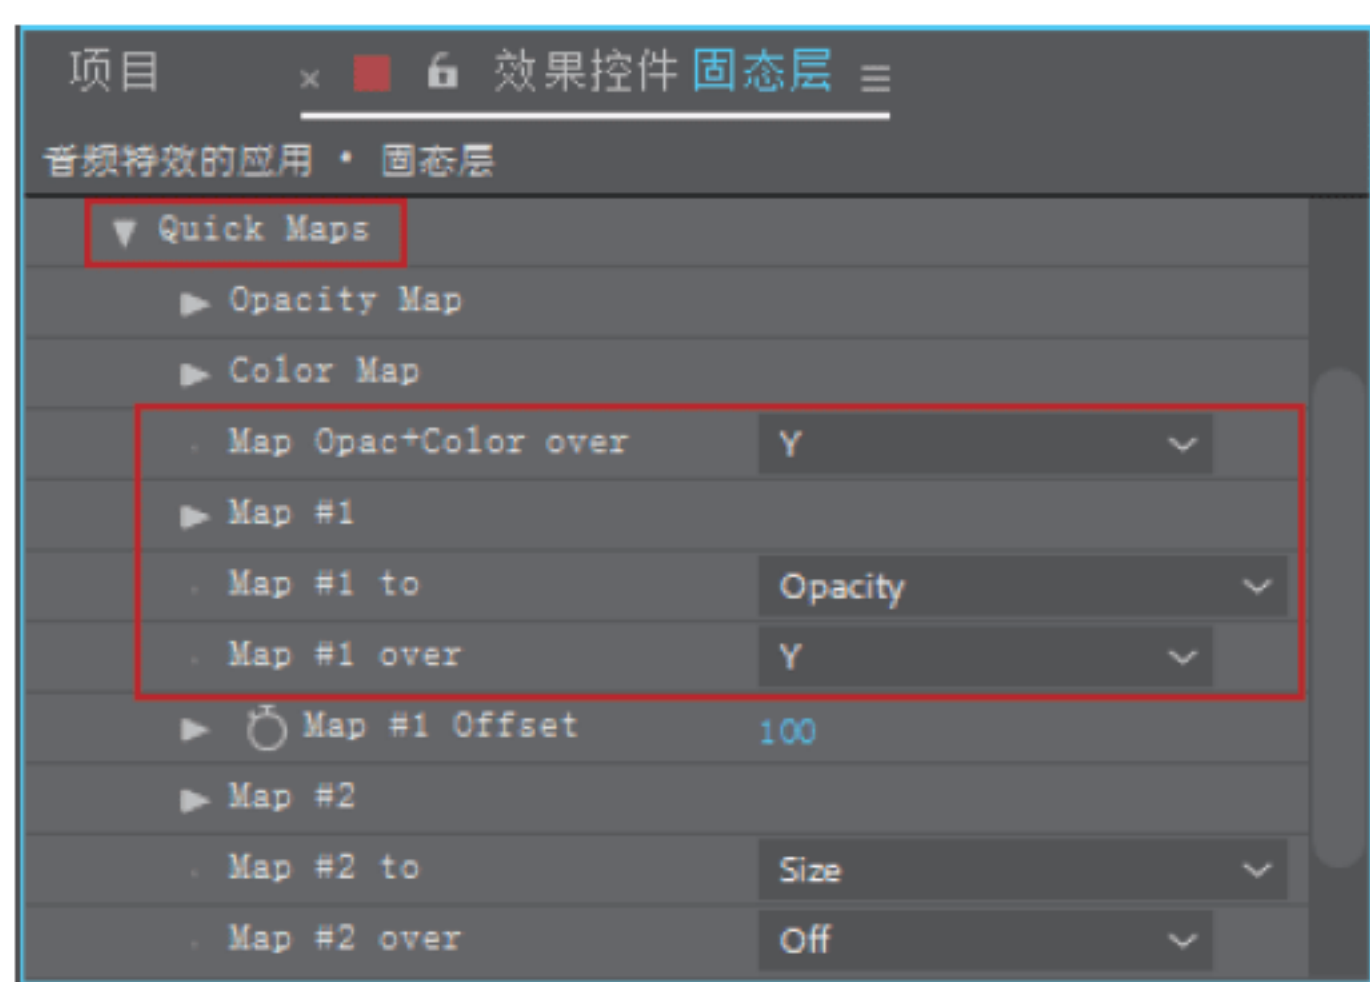 项目 × 效果控件 固态层 ≡
音频特效的应用 • 固态层
Quick Maps
Opacity Map
Color Map
Map Opac+Color over Y
Map #1
Map #1 to Opacity
Map #1 over Y
Map #1 Offset 100
Map #2
Map #2 to Size
Map #2 over Off